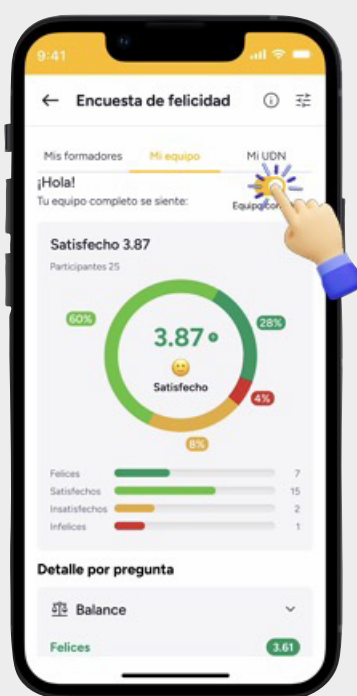 9:41
Encuesta de felicidad
Mis formadores Mi equipo Mi UDN
¡Hola!
Tu equipo completo se siente:
Satisfecho 3.87
Participantes 25
60%
28%
3.87
Satisfecho
4%
8%
Felices 7
Satisfechos 15
Insatisfechos 2
Infelices 1
Detalle por pregunta
Balance
Felices 3.61